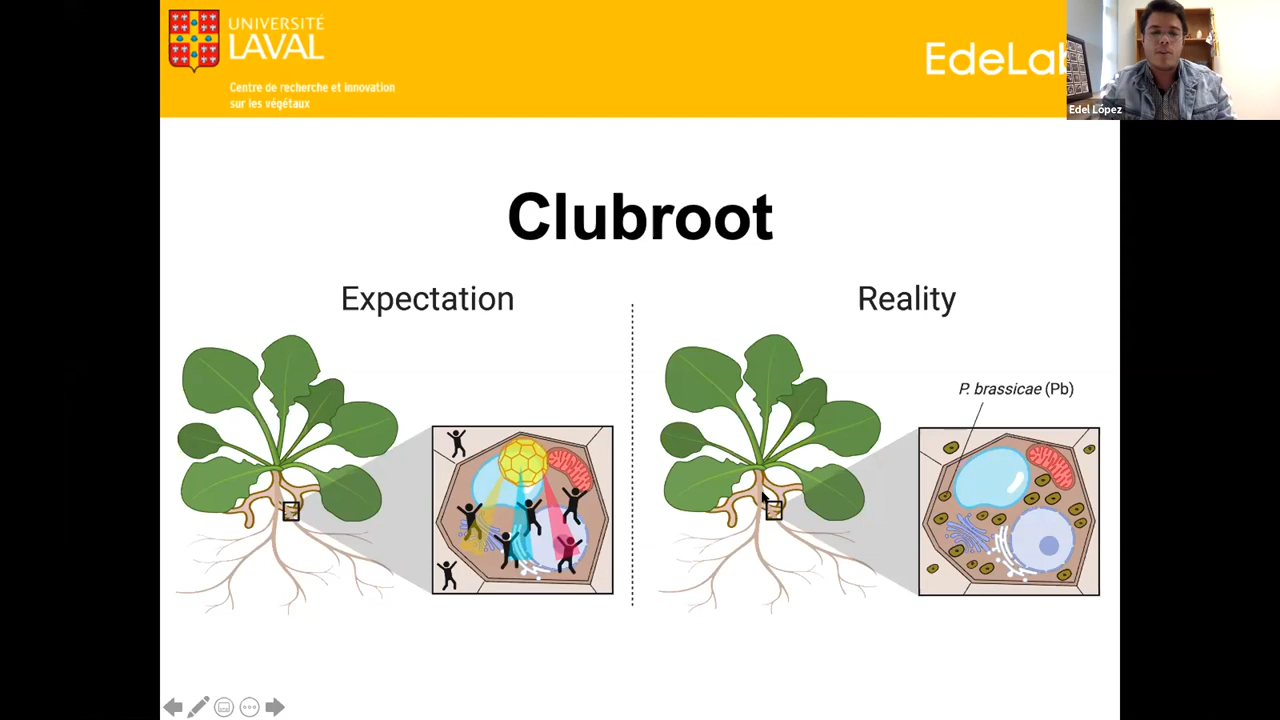 UNIVERSITÉ
LAVAL
Centre de recherche et innovation
sur les végétaux
EdeLab
Edel López
Clubroot
Expectation
Reality
P. brassicae (Pb)